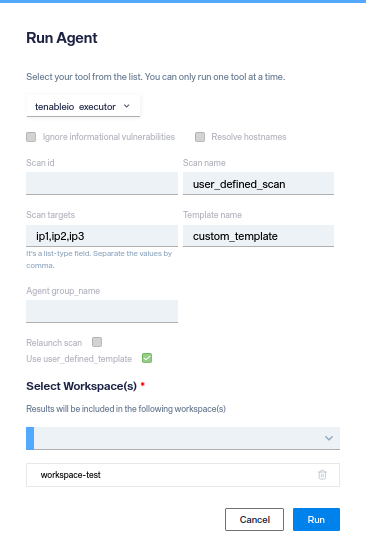 Run Agent
Select your tool from the list. You can only run one tool at a time.
tenableio_executor
Ignore informational vulnerabilities Resolve hostnames
Scan id Scan name
user_defined_scan
Scan targets Template name
ip1,ip2,ip3 custom_template
It's a list-type field. Separate the values by
comma.
Agent group_name
Relaunch scan
Use user_defined_template
Select Workspace(s) *
Results will be included in the following workspace(s)
workspace-test
Cancel Run